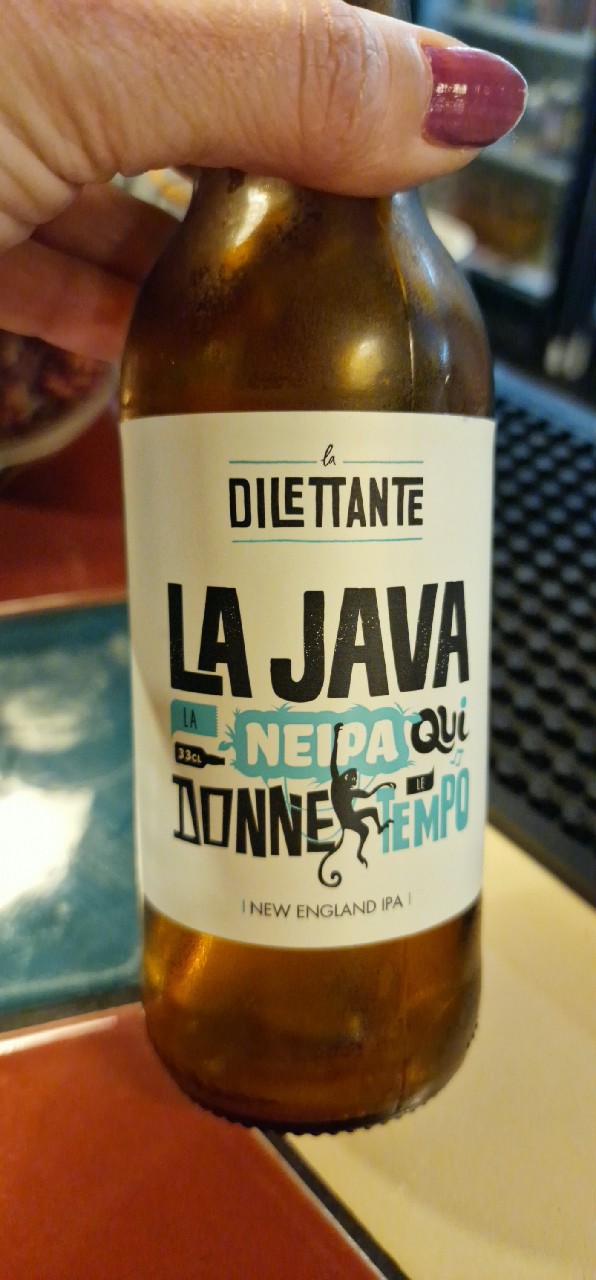 la
DILETTANTE
LA JAVA
LA
33CL
NEIPA QUi
DONNE LE TEMPO
NEW ENGLAND IPA